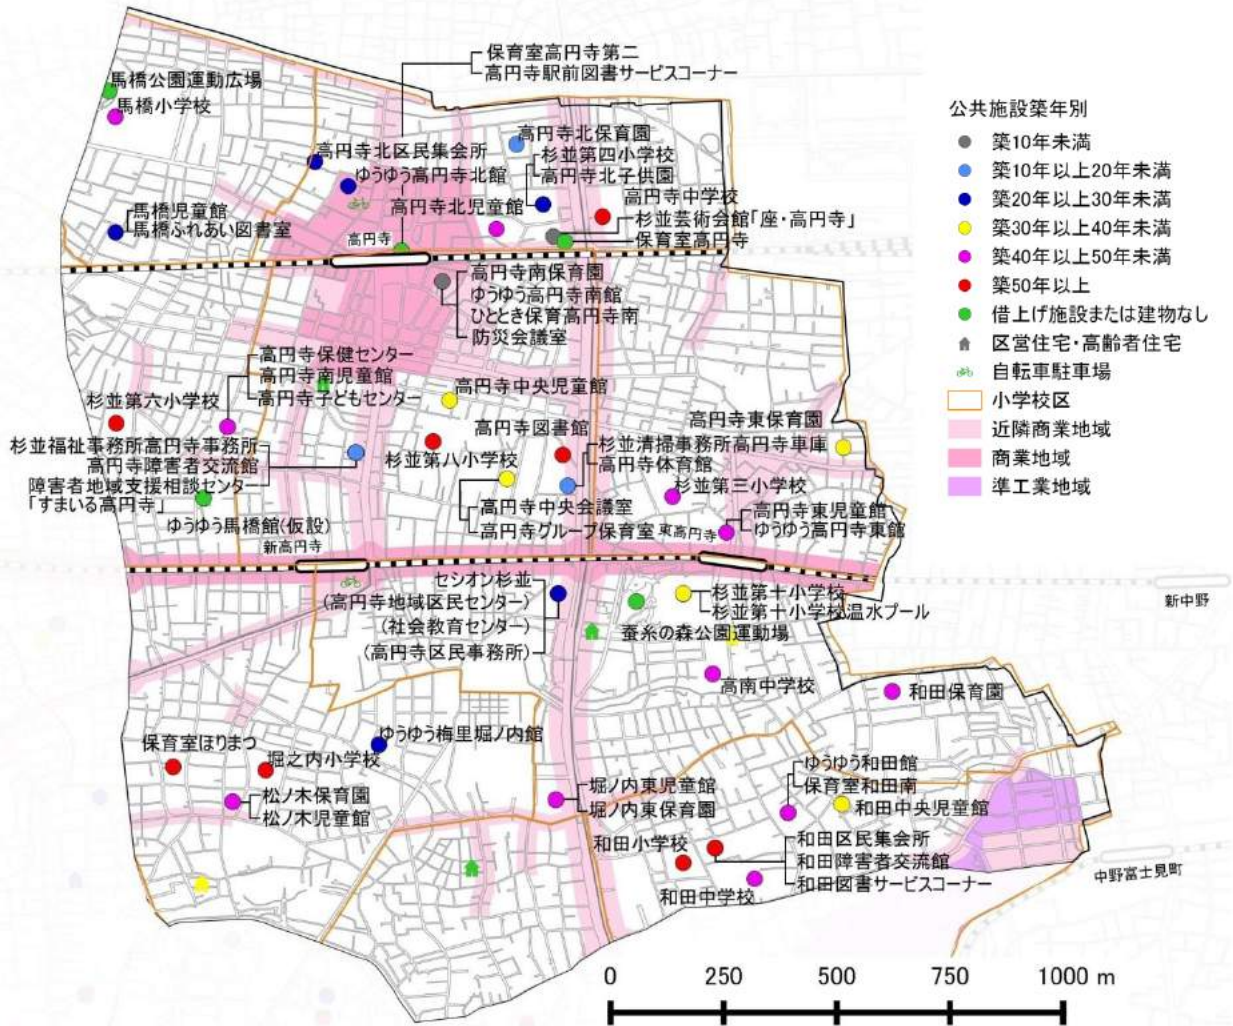 保育室高円寺第二
高円寺駅前図書サービスコーナー
馬橋公園運動広場
馬橋小学校
高円寺北区民集会所
ゆうゆう高円寺北館
高円寺北保育園
杉並第四小学校
高円寺北子供園
高円寺中学校
高円寺北児童館
杉並芸術会館「座・高円寺」
保育室高円寺
馬橋児童館
馬橋ふれあい図書室
高円寺
高円寺南保育園
ゆうゆう高円寺南館
ひととき保育高円寺南
防災会議室
高円寺保健センター
高円寺南児童館
高円寺子どもセンター
杉並第六小学校
高円寺中央児童館
高円寺東保育園
高円寺図書館
杉並福祉事務所高円寺事務所
高円寺障害者交流館
障害者地域支援相談センター
「すまいる高円寺」
杉並第八小学校
杉並清掃事務所高円寺車庫
高円寺体育館
杉並第三小学校
高円寺中央会議室
高円寺グループ保育室
高円寺東児童館
ゆうゆう高円寺東館
ゆうゆう馬橋館(仮設)
新高円寺
東高円寺
セシオン杉並
(高円寺地域区民センター)
(社会教育センター)
(高円寺区民事務所)
杉並第十小学校
杉並第十小学校温水プール
蚕糸の森公園運動場
新中野
高南中学校
和田保育園
ゆうゆう梅里堀ノ内館
保育室ほりまつ
堀之内小学校
松ノ木保育園
松ノ木児童館
堀ノ内東児童館
堀ノ内東保育園
ゆうゆう和田館
保育室和田南
和田中央児童館
和田小学校
和田区民集会所
和田障害者交流館
和田図書サービスコーナー
和田中学校
中野富士見町
公共施設築年別
築10年未満
築10年以上20年未満
築20年以上30年未満
築30年以上40年未満
築40年以上50年未満
築50年以上
借上げ施設または建物なし
区営住宅・高齢者住宅
自転車駐車場
小学校区
近隣商業地域
商業地域
準工業地域
0 250 500 750 1000 m